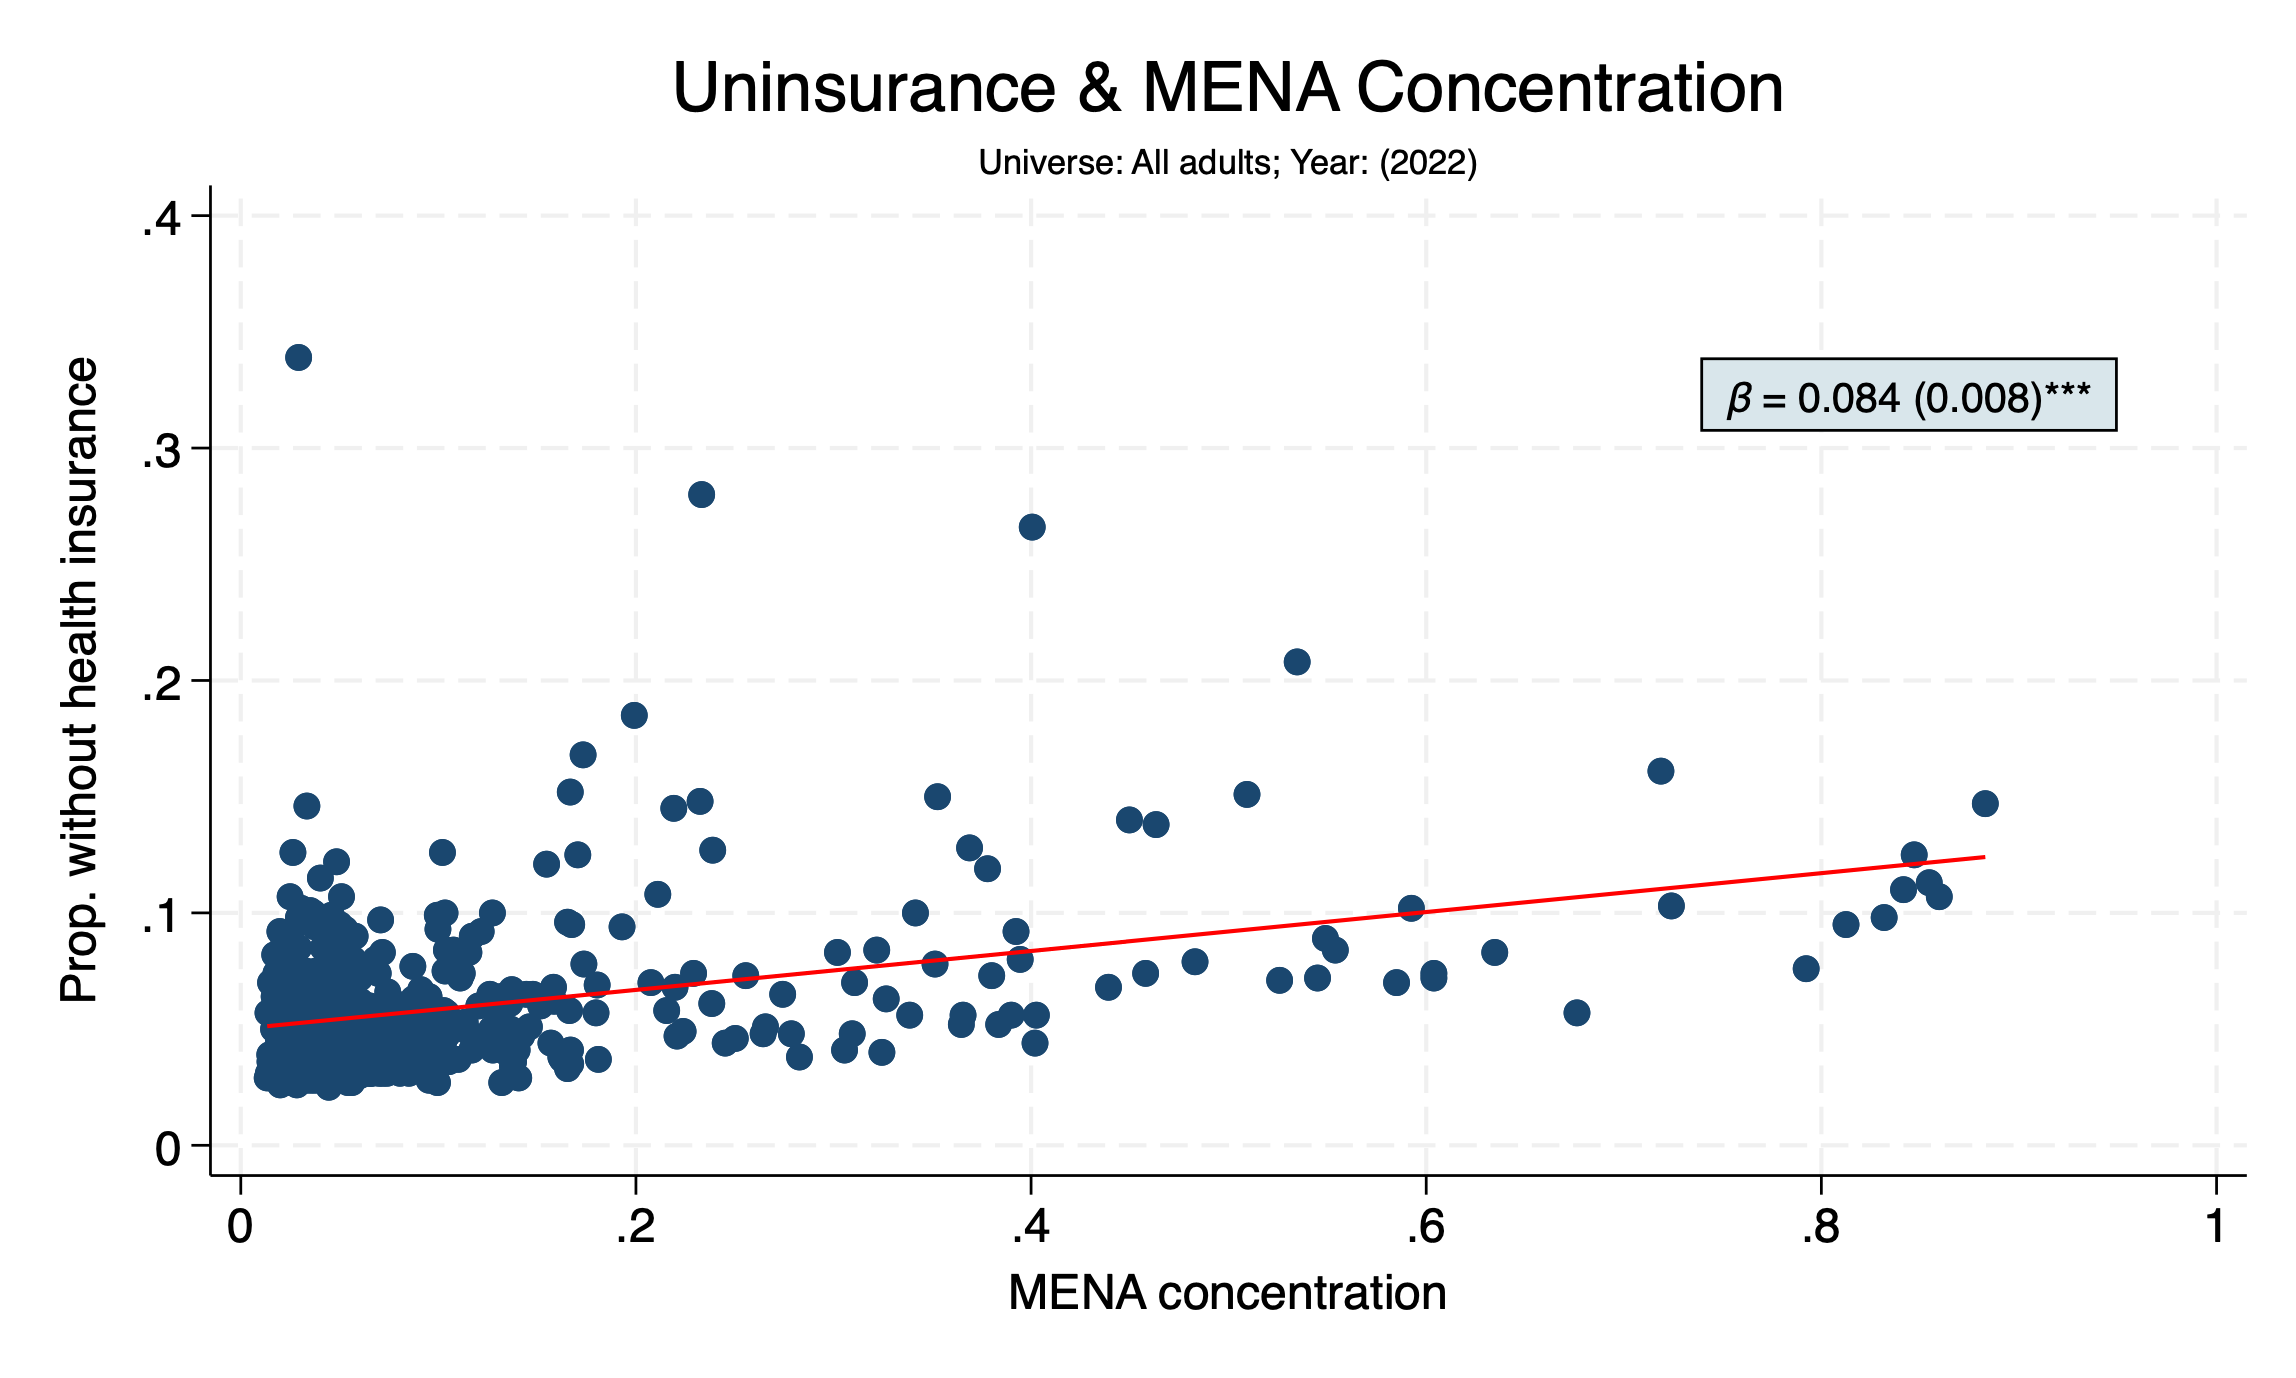 Uninsurance & MENA Concentration
Universe: All adults; Year: (2022)
Prop. without health insurance
.4
.3
.2
.1
0
β = 0.084 (0.008)***
0 .2 .4 .6 .8 1
MENA concentration